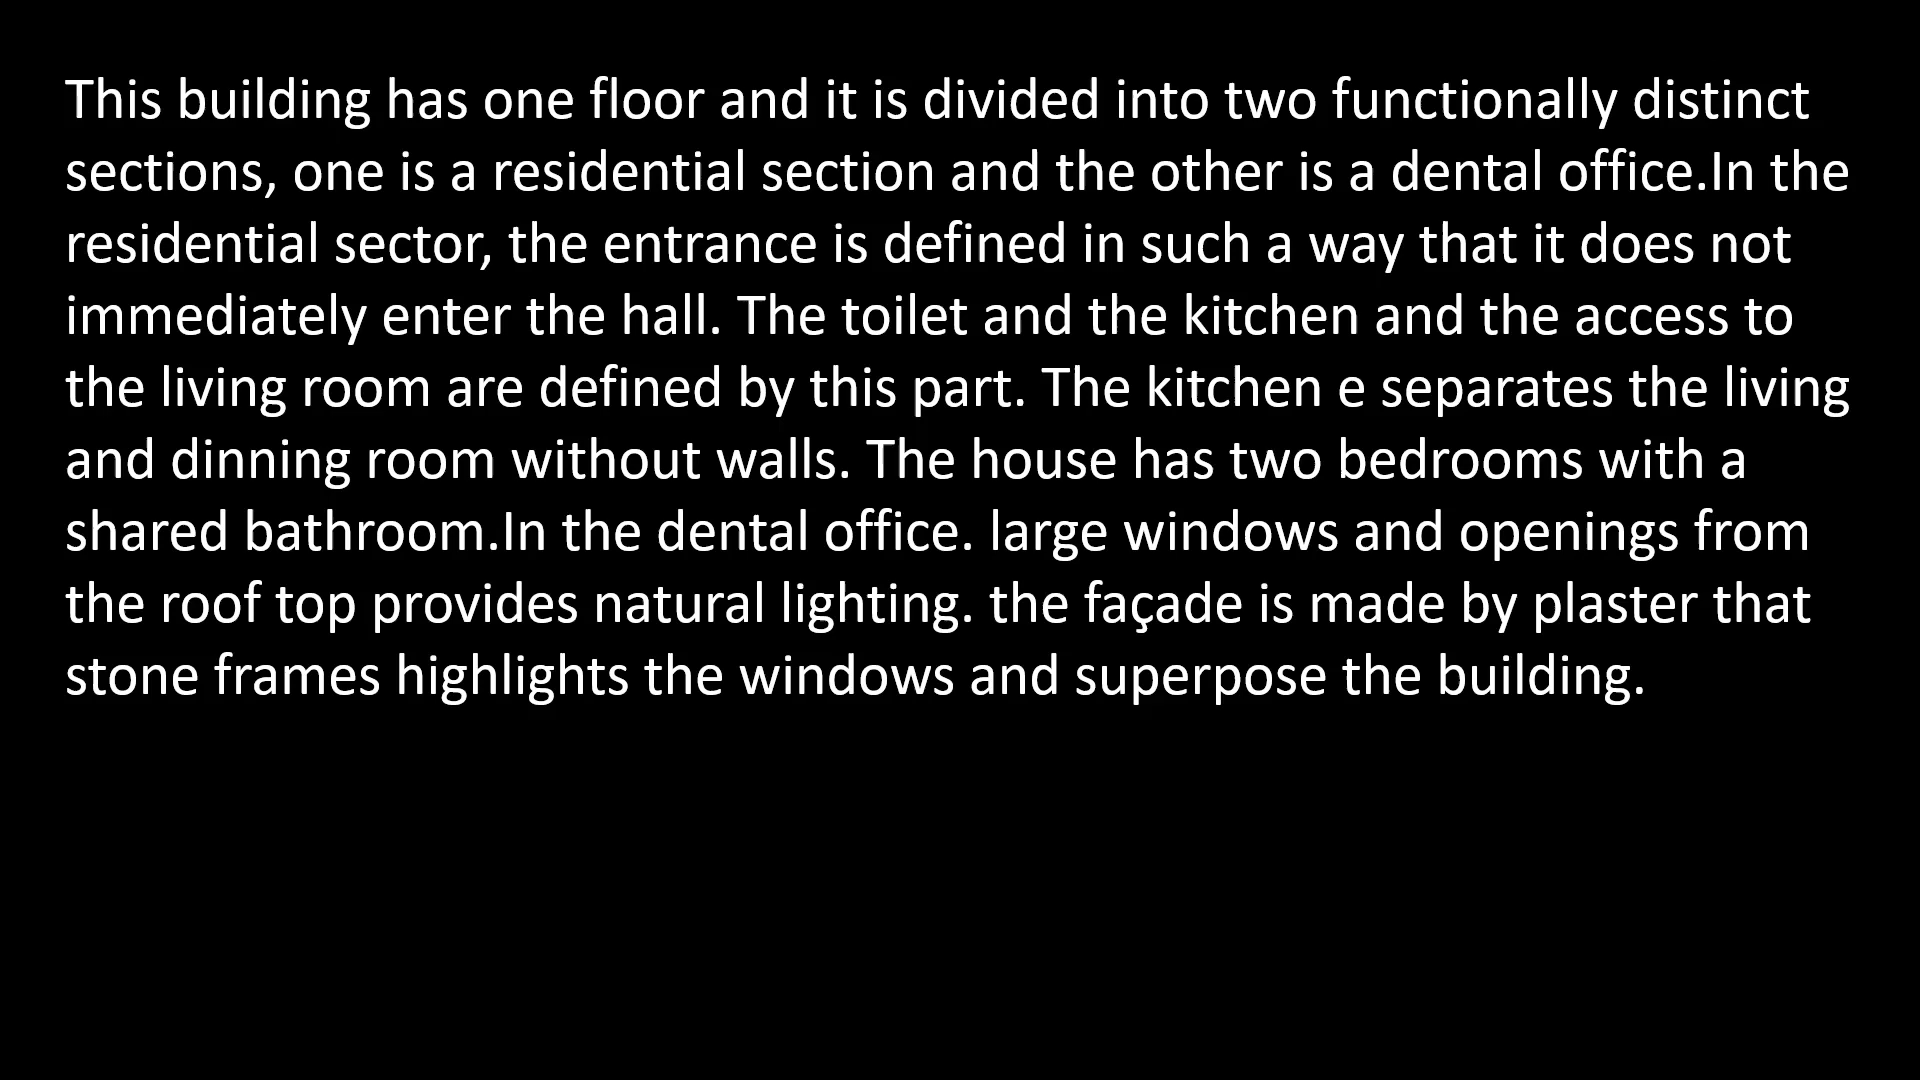 This building has one floor and it is divided into two functionally distinct
sections, one is a residential section and the other is a dental office.In the
residential sector, the entrance is defined in such a way that it does not
immediately enter the hall. The toilet and the kitchen and the access to
the living room are defined by this part. The kitchen e separates the living
and dinning room without walls. The house has two bedrooms with a
shared bathroom.In the dental office. large windows and openings from
the roof top provides natural lighting. the façade is made by plaster that
stone frames highlights the windows and superpose the building.